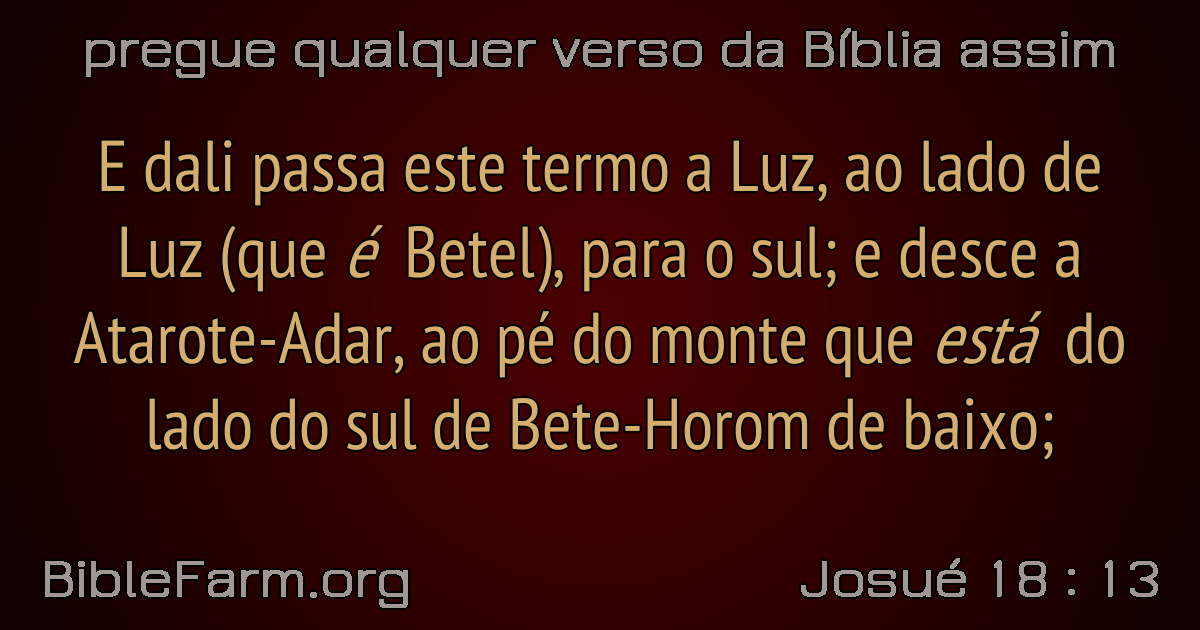 pregue qualquer verso da Bíblia assim
E dali passa este termo a Luz, ao lado de
Luz (que é Betel), para o sul; e desce a
Atarote-Adar, ao pé do monte que está do
lado do sul de Bete-Horom de baixo;
BibleFarm.org
Josué 18 : 13